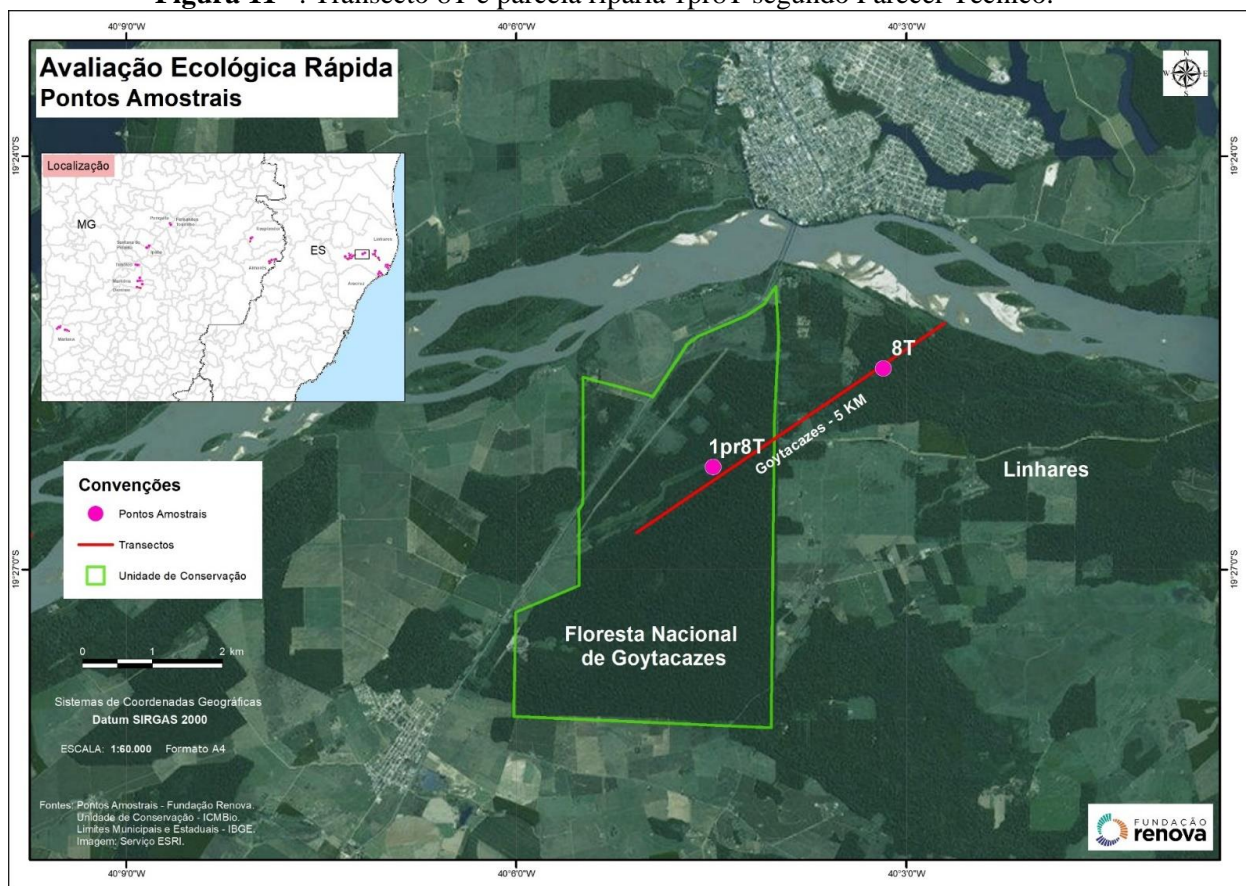 Figura 11 . Transecto 8T e parcela ripária 1pr8T segundo Parecer Técnico.
40°9'0"W
40°6'0"W
40°3'0"W
Avaliação Ecológica Rápida
Pontos Amostrais
N
W
E
S
19°24'0"S
19°24'0"S
Localização
MG
ES
Linhares
Mariana
8T
Goytacazes - 5 KM
1pr8T
Linhares
Convenções
Pontos Amostrais
Transectos
Unidade de Conservação
19°27'0"S
19°27'0"S
Floresta Nacional
de Goytacazes
0 1 2 km
Sistemas de Coordenadas Geográficas
Datum SIRGAS 2000
ESCALA: 1:60.000 Formato A4
Fontes: Pontos Amostrais - Fundação Renova.
Unidade de Conservação - ICMBio.
Limites Municipais e Estaduais - IBGE.
Imagem: Serviço ESRI.
FUNDAÇÃO
renova
40°9'0"W
40°6'0"W
40°3'0"W